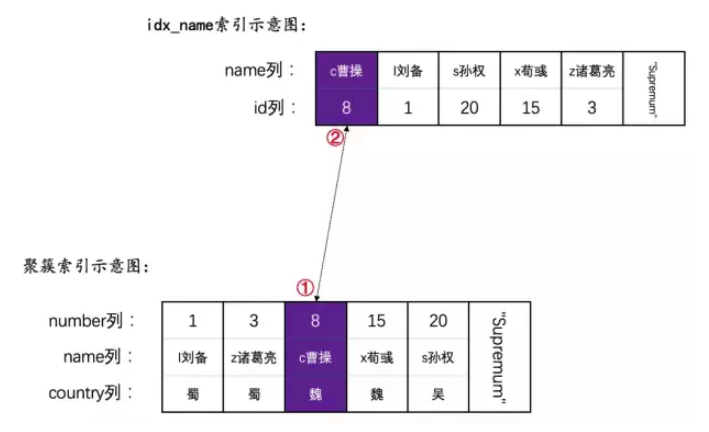 idx_name索引示意图：
name列： c曹操 l刘备 s孙权 x荀彧 z诸葛亮 "Supremum"
id列： 8 1 20 15 3
②
聚簇索引示意图：
①
number列： 1 3 8 15 20 "Supremum"
name列： l刘备 z诸葛亮 c曹操 x荀彧 s孙权
country列： 蜀 蜀 魏 魏 吴